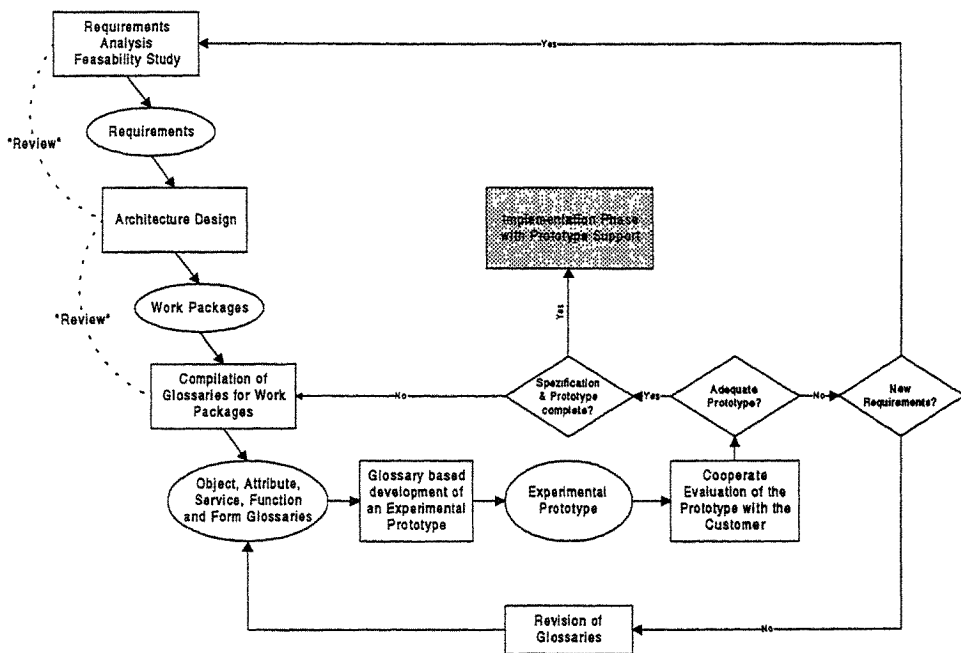 Requirements
Analysis
Feasability Study
Yes
"Review"
Requirements
Architecture Design
Implementation Phase
with Prototype Support
"Review"
Work Packages
Yes
Compilation of
Glossaries for Work
Packages
No
Spezification
& Prototype
complete?
Yes
Adequate
Prototype?
No
New
Requirements?
Object, Attribute,
Service, Function
and Form Glossaries
Glossary based
development of
an Experimental
Prototype
Experimental
Prototype
Cooperate
Evaluation of the
Prototype with the
Customer
Revision of
Glossaries
No